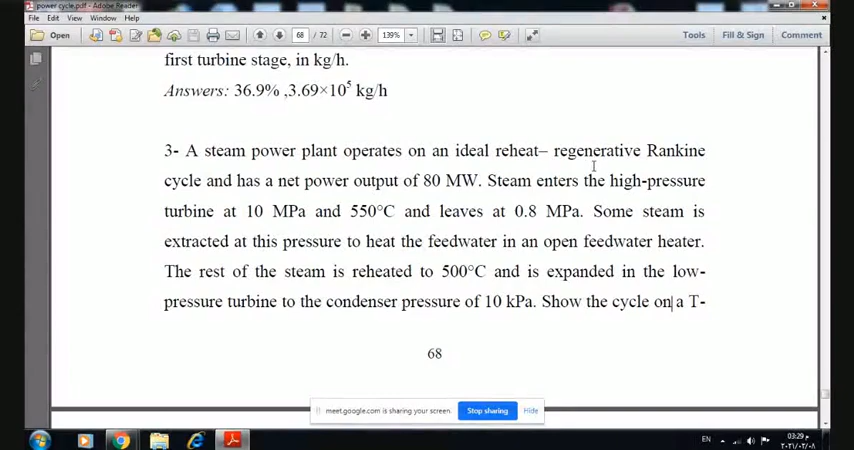 power cycle.pdf - Adobe Reader
File Edit View Window Help
Open 68 / 72 139% Tools Fill & Sign Comment
first turbine stage, in kg/h.
Answers: 36.9% ,3.69×10⁵ kg/h
3- A steam power plant operates on an ideal reheat– regenerative Rankine
cycle and has a net power output of 80 MW. Steam enters the high-pressure
turbine at 10 MPa and 550°C and leaves at 0.8 MPa. Some steam is
extracted at this pressure to heat the feedwater in an open feedwater heater.
The rest of the steam is reheated to 500°C and is expanded in the low-
pressure turbine to the condenser pressure of 10 kPa. Show the cycle on a T-
68
meet.google.com is sharing your screen. Stop sharing Hide
EN
03:29 م
٢٠٢١/٠٣/٠٨